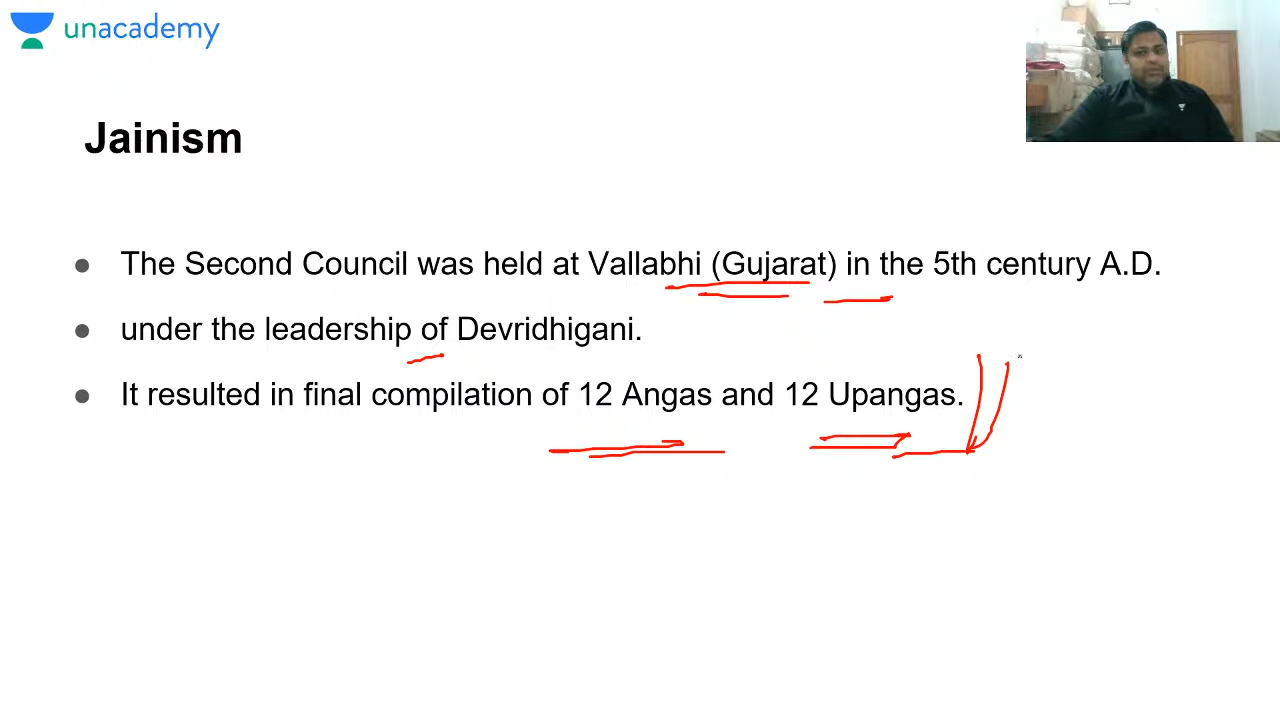 unacademy
Jainism
● The Second Council was held at Vallabhi (Gujarat) in the 5th century A.D.
● under the leadership of Devridhigani.
● It resulted in final compilation of 12 Angas and 12 Upangas.